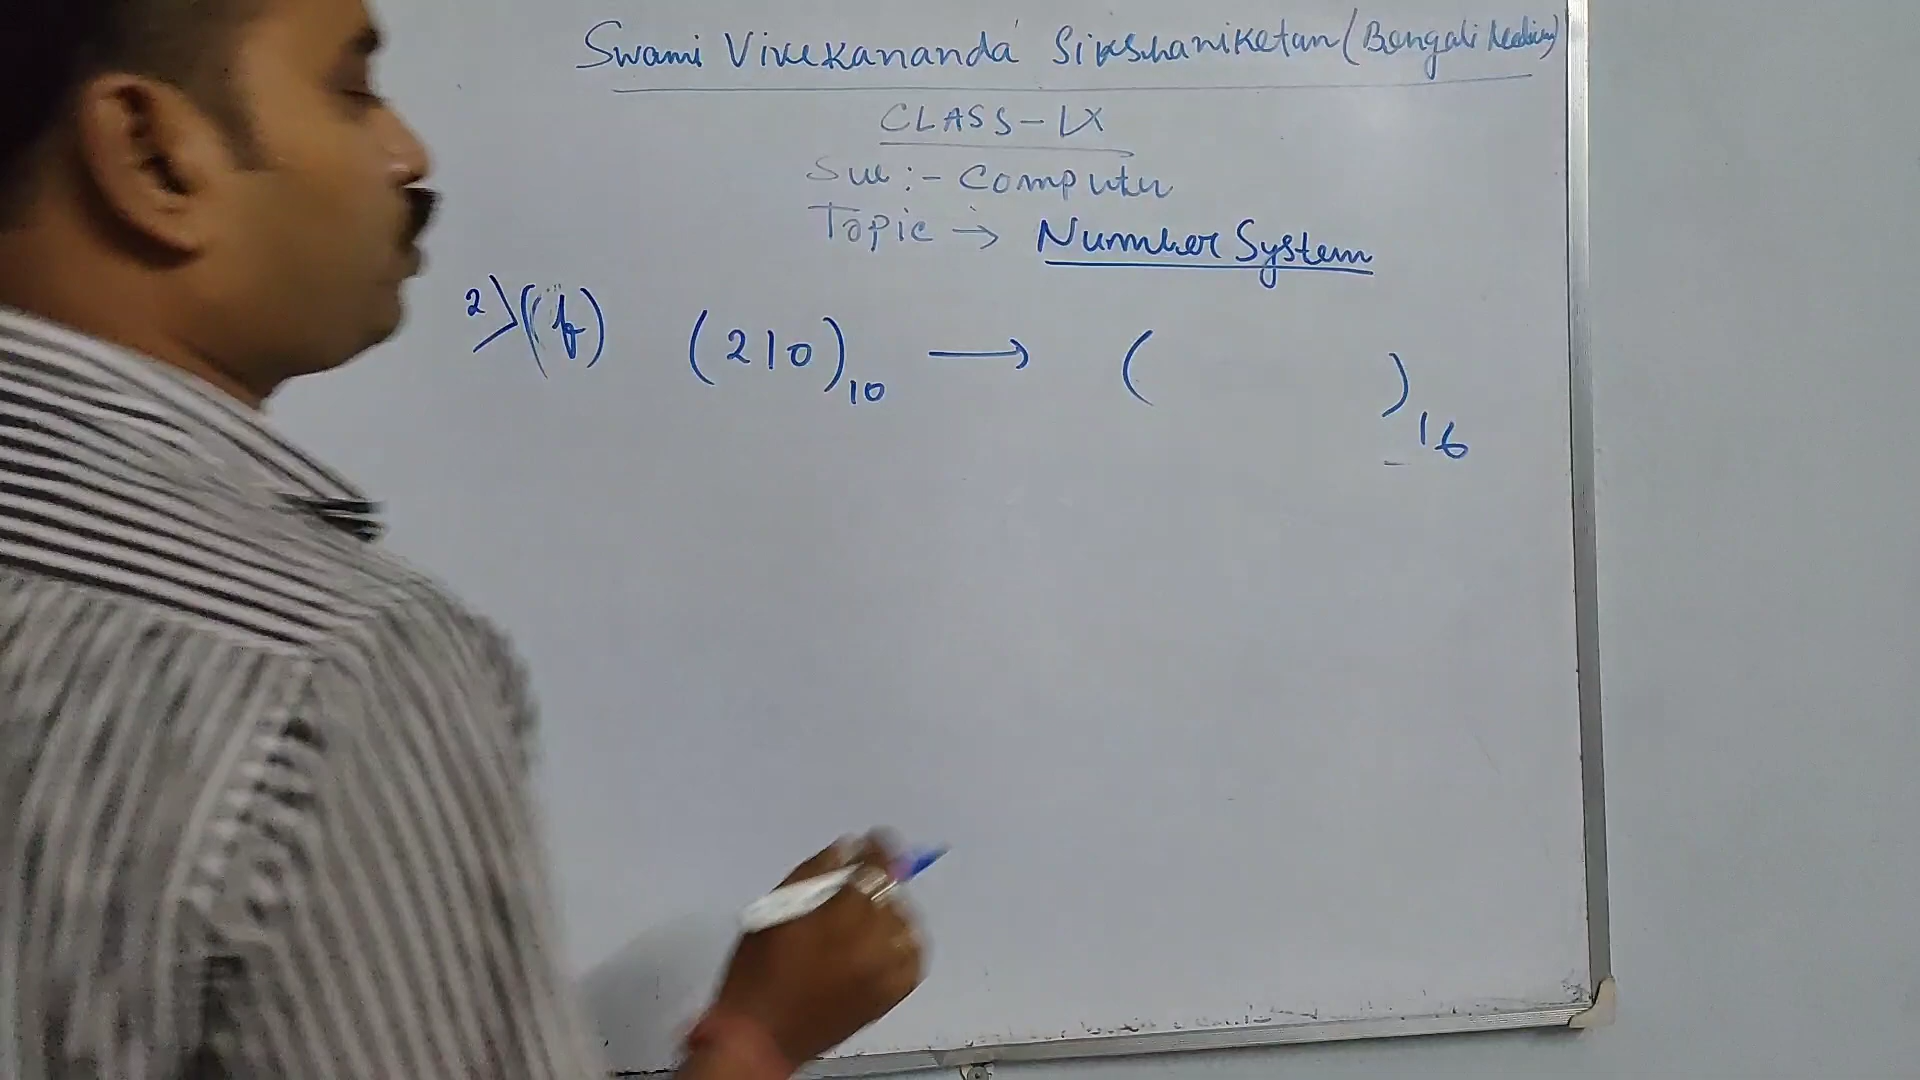 Swami Vivekananda Sikshaniketan (Bengali Medium)
CLASS - IX
Sub :- Computer
Topic → Number System
2) (f) (210)10 → ( )16